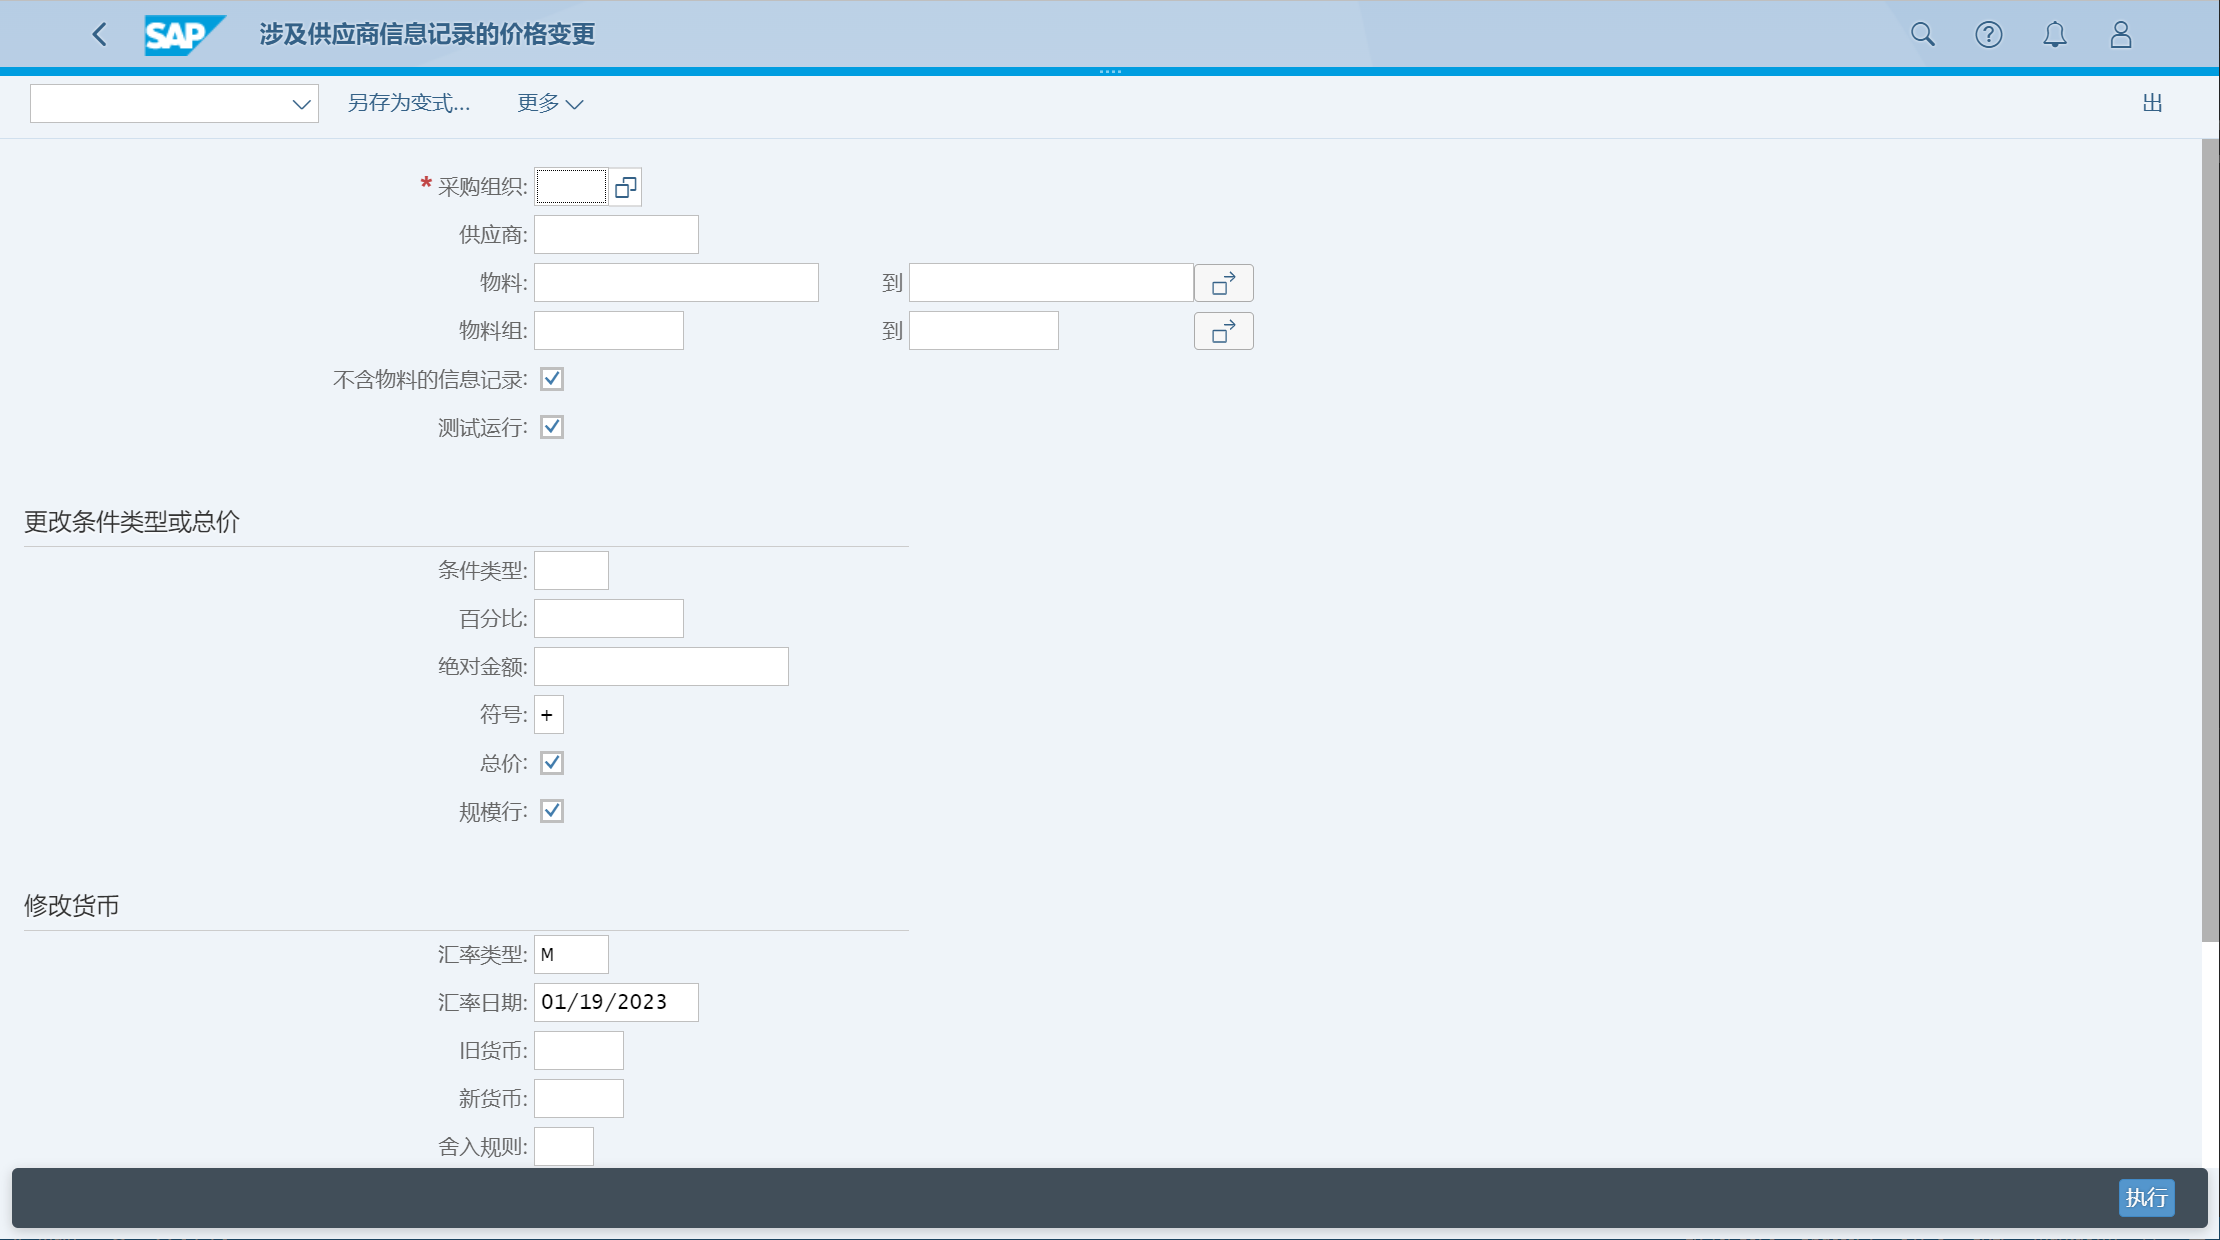 SAP 涉及供应商信息记录的价格变更
另存为变式... 更多 出
* 采购组织:
供应商:
物料: 到
物料组: 到
不含物料的信息记录:
测试运行:
更改条件类型或总价
条件类型:
百分比:
绝对金额:
符号: +
总价:
规模行:
修改货币
汇率类型: M
汇率日期: 01/19/2023
旧货币:
新货币:
舍入规则:
执行